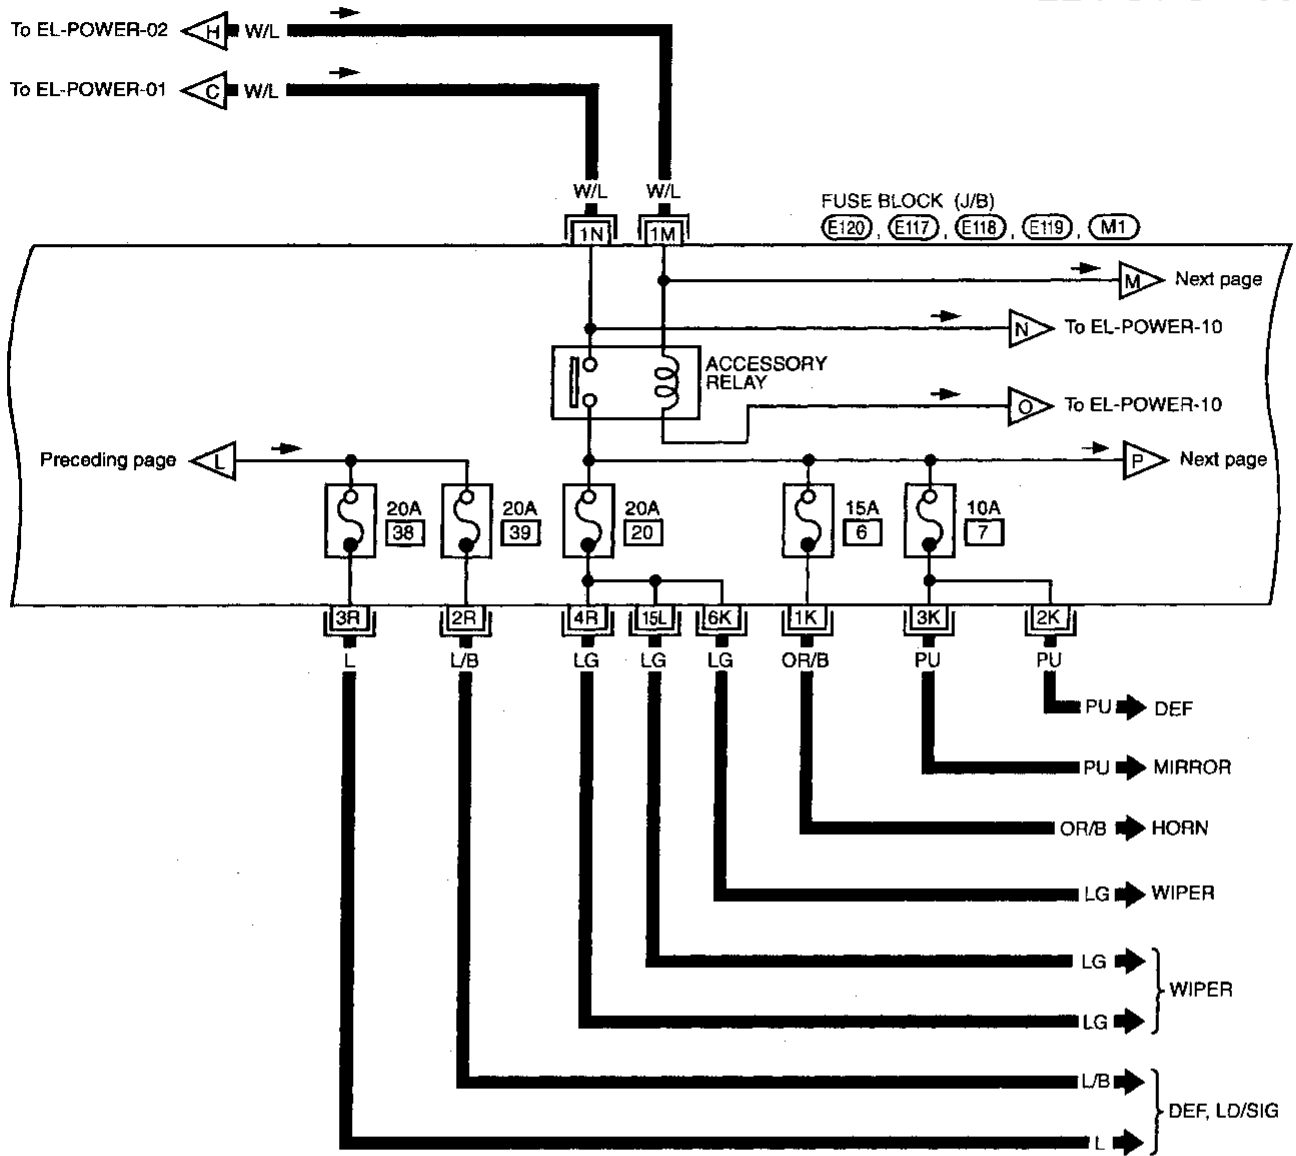 To EL-POWER-02 H W/L
To EL-POWER-01 C W/L
W/L W/L
FUSE BLOCK (J/B)
E120 , E117 , E118 , E119 , M1
1N 1M
M Next page
N To EL-POWER-10
ACCESSORY
RELAY
O To EL-POWER-10
Preceding page L
P Next page
20A 20A 20A 15A 10A
38 39 20 6 7
3R 2R 4R 15L 6K 1K 3K 2K
L L/B LG LG LG OR/B PU PU
PU DEF
PU MIRROR
OR/B HORN
LG WIPER
LG
WIPER
LG
L/B
DEF, LD/SIG
L